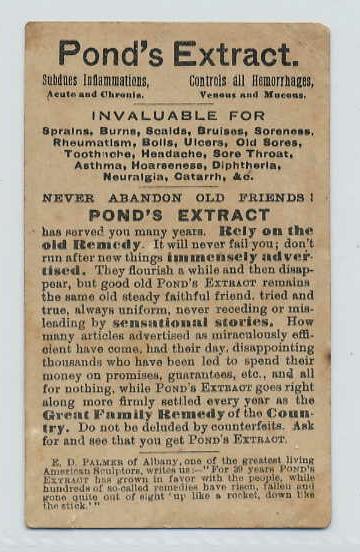 Pond's Extract.
Subdues Inflammations, Controls all Hemorrhages,
Acute and Chronic. Venous and Mucous.
INVALUABLE FOR
Sprains, Burns, Scalds, Bruises, Soreness,
Rheumatism, Boils, Ulcers, Old Sores,
Toothache, Headache, Sore Throat,
Asthma, Hoarseness, Diphtheria,
Neuralgia, Catarrh, &c.
NEVER ABANDON OLD FRIENDS!
POND'S EXTRACT
has served you many years. Rely on the
old Remedy. It will never fail you; don't
run after new things immensely adver-
tised. They flourish a while and then disap-
pear, but good old POND'S EXTRACT remains
the same old steady faithful friend, tried and
true, always uniform, never receding or mis-
leading by sensational stories. How
many articles advertised as miraculously effi-
cient have come, had their day, disappointing
thousands who have been led to spend their
money on promises, guarantees, etc., and all
for nothing, while POND'S EXTRACT goes right
along more firmly settled every year as the
Great Family Remedy of the Coun-
try. Do not be deluded by counterfeits. Ask
for and see that you get POND'S EXTRACT.
E. D. PALMER of Albany, one of the greatest living
American Sculptors, writes us:—"For 39 years POND'S
EXTRACT has grown in favor with the people, while
hundreds of so-called remedies have risen, fallen and
gone quite out of sight 'up like a rocket, down like
the stick.'"